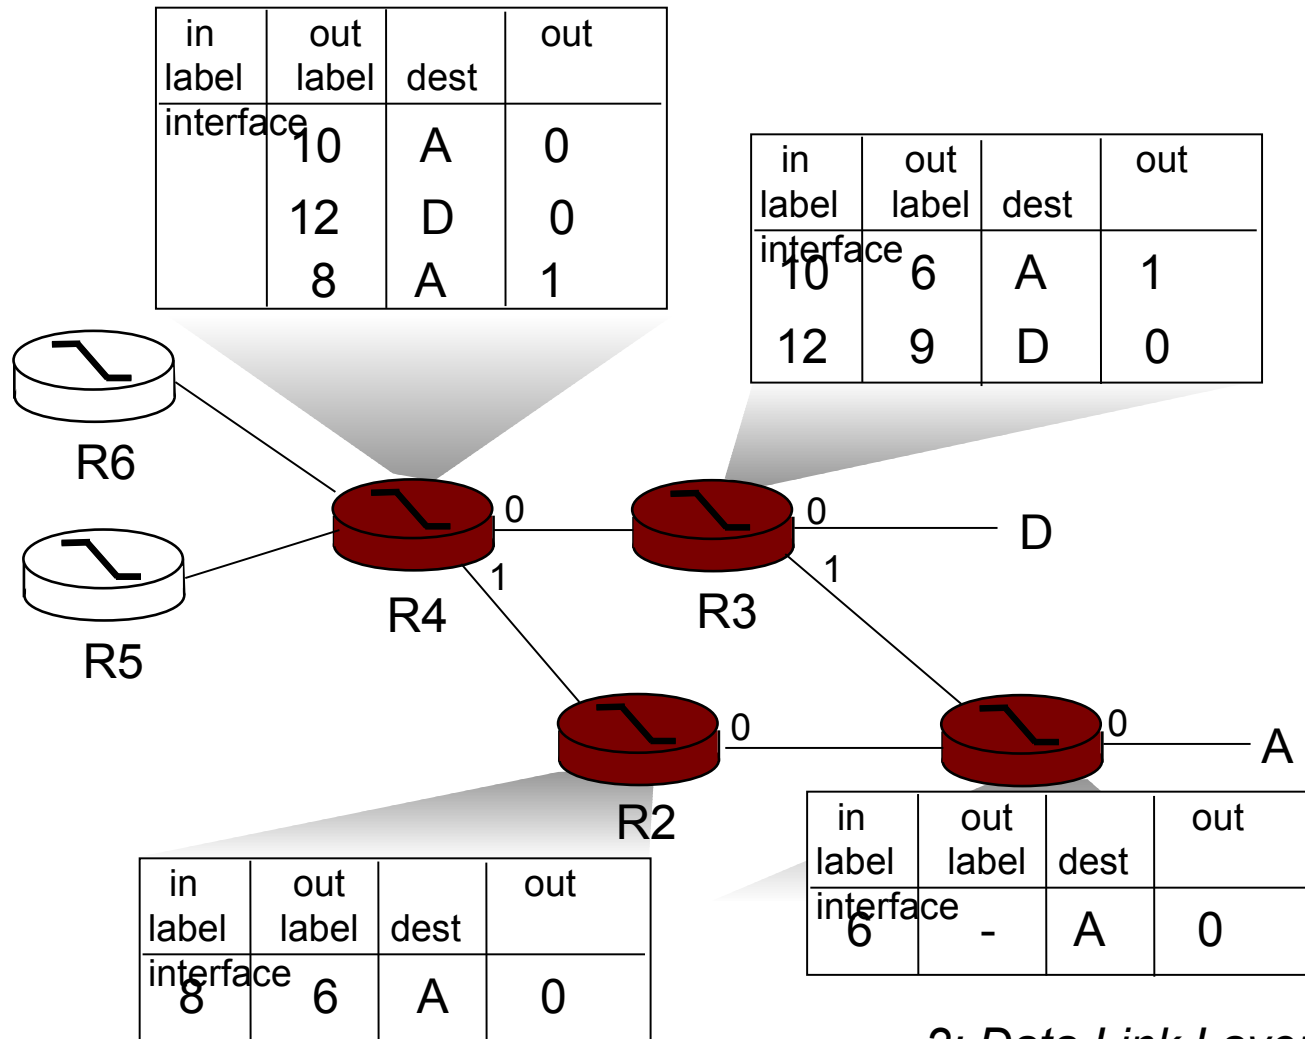 in out out
label label dest
interface
10 A 0
12 D 0
8 A 1
in out out
label label dest
interface
10 6 A 1
12 9 D 0
R6
R5
R4
0
1
R3
0
1
D
R2
0
0
A
in out out
label label dest
interface
6 - A 0
in out out
label label dest
interface
8 6 A 0
Data Link